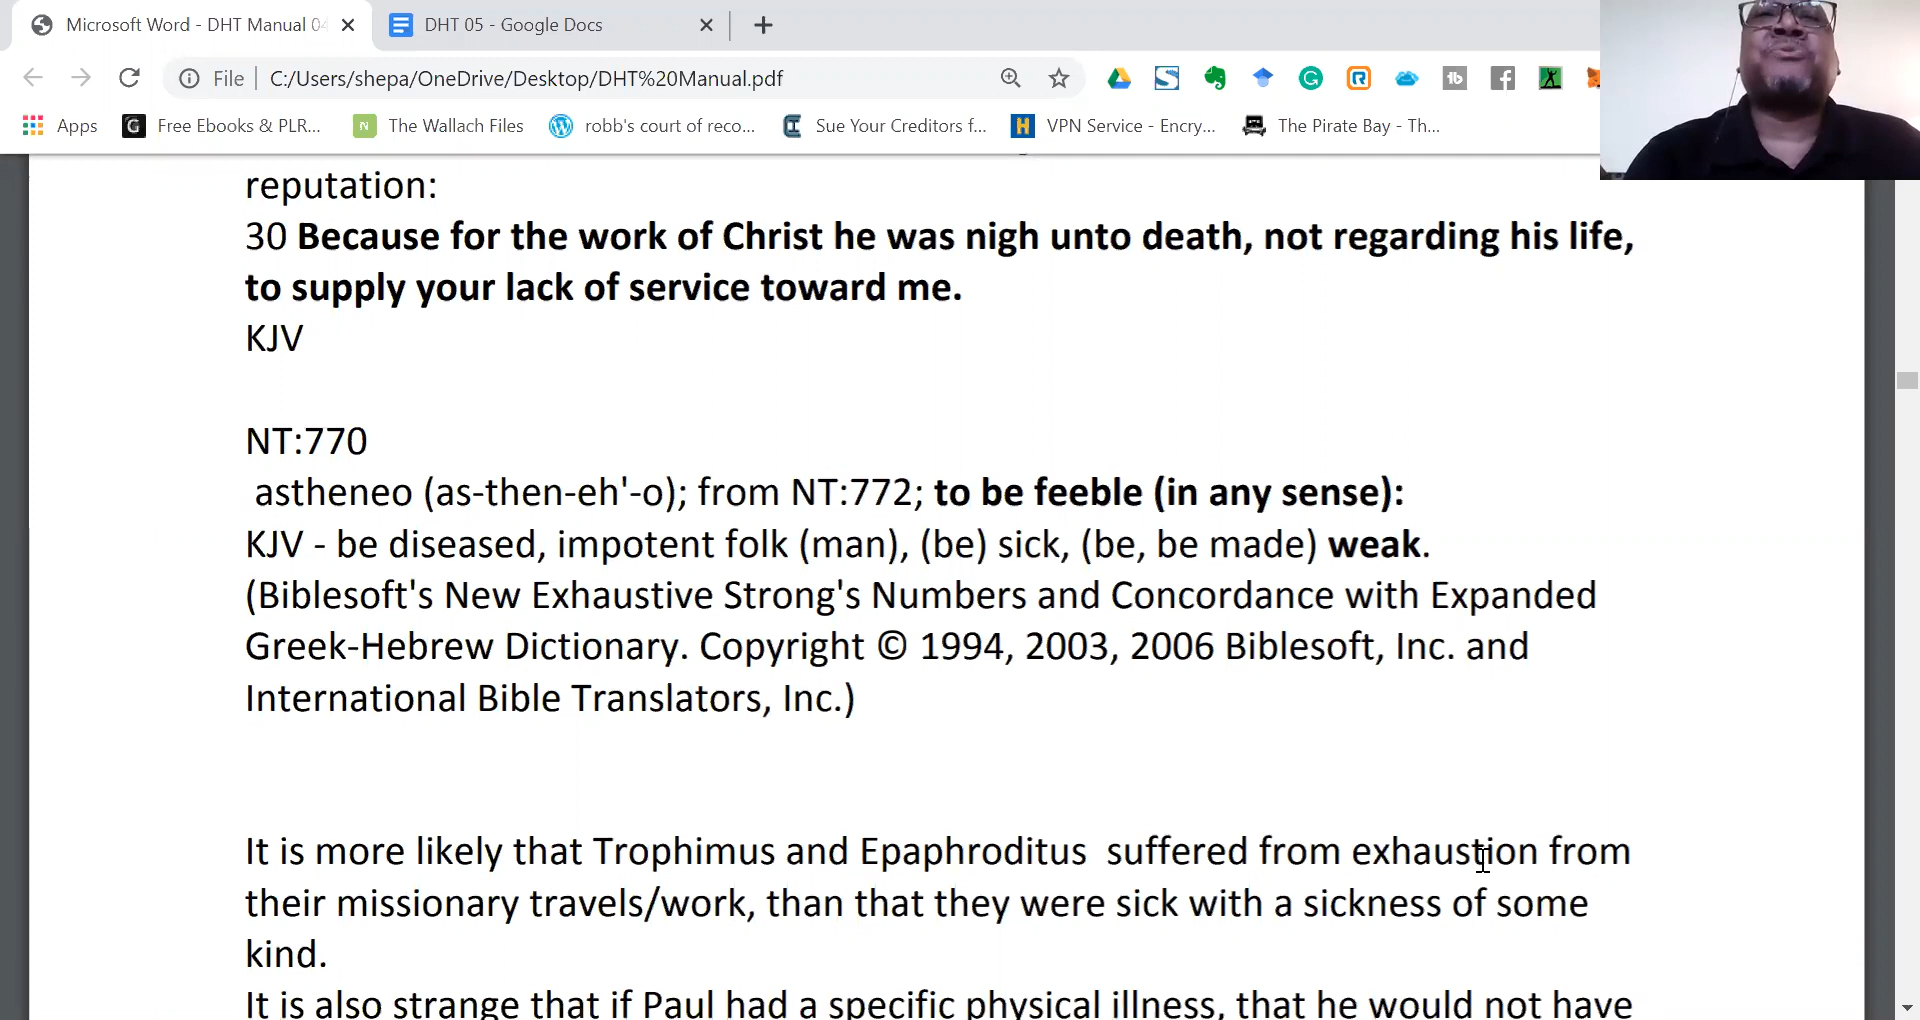 Microsoft Word - DHT Manual 04
DHT 05 - Google Docs
File C:/Users/shepa/OneDrive/Desktop/DHT%20Manual.pdf
Apps Free Ebooks & PLR... The Wallach Files robb's court of reco... Sue Your Creditors f... VPN Service - Encry... The Pirate Bay - Th...
reputation:
30 Because for the work of Christ he was nigh unto death, not regarding his life,
to supply your lack of service toward me.
KJV
NT:770
astheneo (as-then-eh'-o); from NT:772; to be feeble (in any sense):
KJV - be diseased, impotent folk (man), (be) sick, (be, be made) weak.
(Biblesoft's New Exhaustive Strong's Numbers and Concordance with Expanded
Greek-Hebrew Dictionary. Copyright © 1994, 2003, 2006 Biblesoft, Inc. and
International Bible Translators, Inc.)
It is more likely that Trophimus and Epaphroditus  suffered from exhaustion from
their missionary travels/work, than that they were sick with a sickness of some
kind.
It is also strange that if Paul had a specific physical illness, that he would not have